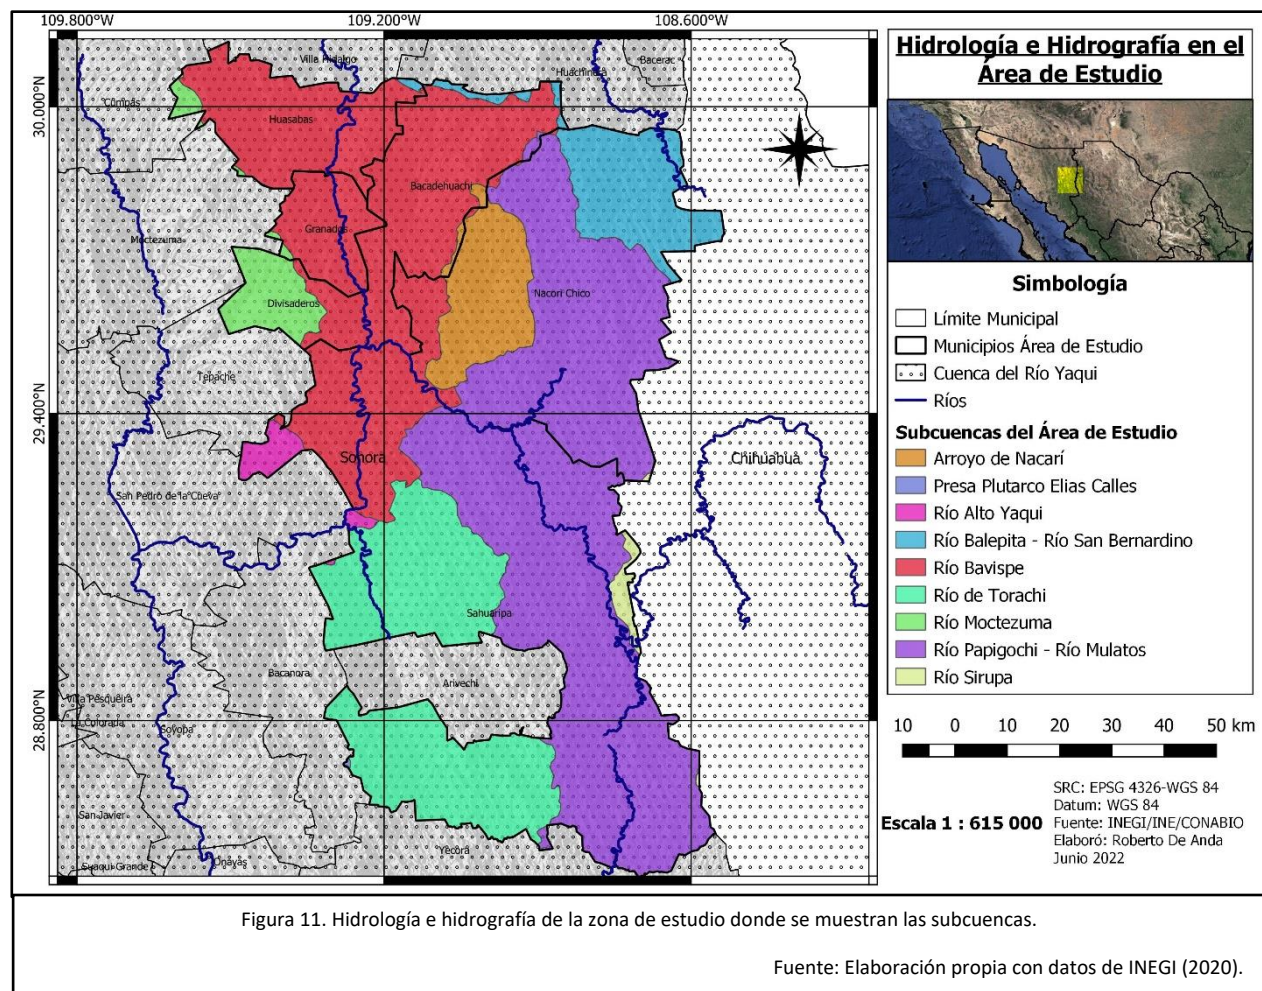 109.800°W 109.200°W 108.600°W
30.000°N
29.400°N
28.800°N
Villa Hidalgo
Bacerac
Huachinera
Cumpas
Huasabas
Bacadehuachi
Moctezuma
Granados
Nacori Chico
Divisaderos
Tepache
Sonora
Chihuahua
San Pedro de la Cueva
Sahuaripa
Bacanora
Arivechi
Villa Pesqueira
La Colorada
Soyopa
San Javier
Yecora
Suaqui Grande
Onavas
Hidrología e Hidrografía en el
Área de Estudio
Simbología
Límite Municipal
Municipios Área de Estudio
Cuenca del Río Yaqui
Ríos
Subcuencas del Área de Estudio
Arroyo de Nacarí
Presa Plutarco Elias Calles
Río Alto Yaqui
Río Balepita - Río San Bernardino
Río Bavispe
Río de Torachi
Río Moctezuma
Río Papigochi - Río Mulatos
Río Sirupa
10 0 10 20 30 40 50 km
Escala 1 : 615 000
SRC: EPSG 4326-WGS 84
Datum: WGS 84
Fuente: INEGI/INE/CONABIO
Elaboró: Roberto De Anda
Junio 2022
Figura 11. Hidrología e hidrografía de la zona de estudio donde se muestran las subcuencas.
Fuente: Elaboración propia con datos de INEGI (2020).